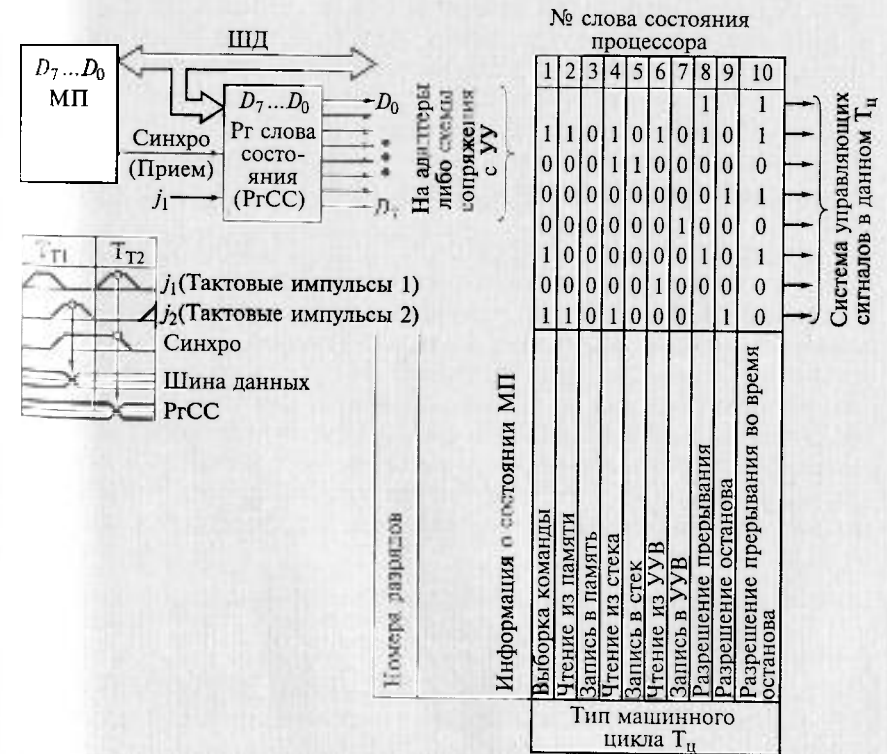 № слова состояния
процессора
ШД
D₇...D₀
МП
D₇...D₀
Рг слова
состо-
яния
(РгСС)
Синхро
(Прием)
j₁
D₀
D₇
На адаптеры
либо схемы
сопряжения
с УУ
1 2 3 4 5 6 7 8 9 10
1 1
1 1 0 1 0 1 0 1 0 1
0 0 0 1 1 0 0 0 0 0
0 0 0 0 0 0 0 0 1 1
0 0 0 0 0 0 1 0 0 0
1 0 0 0 0 0 0 1 0 1
0 0 0 0 0 1 0 0 0 0
1 1 0 1 0 0 0 0 1 0
Система управляющих
сигналов в данном Тц
Тт1 Тт2
j₁(Тактовые импульсы 1)
j₂(Тактовые импульсы 2)
Синхро
Шина данных
РгСС
Номера разрядов
Информация о состоянии МП
Выборка команды
Чтение из памяти
Запись в память
Чтение из стека
Запись в стек
Чтение из УУВ
Запись в УУВ
Разрешение прерывания
Разрешение останова
Разрешение прерывания во время
останова
Тип машинного
цикла Тц